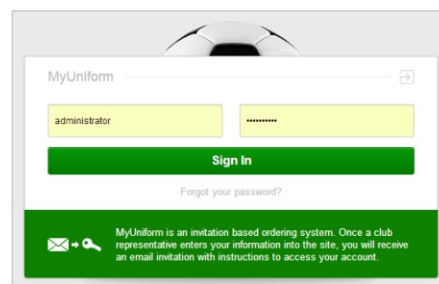 MyUniform
administrator ••••••••••
Sign In
Forgot your password?
MyUniform is an invitation based ordering system. Once a club
representative enters your information into the site, you will receive
an email invitation with instructions to access your account.